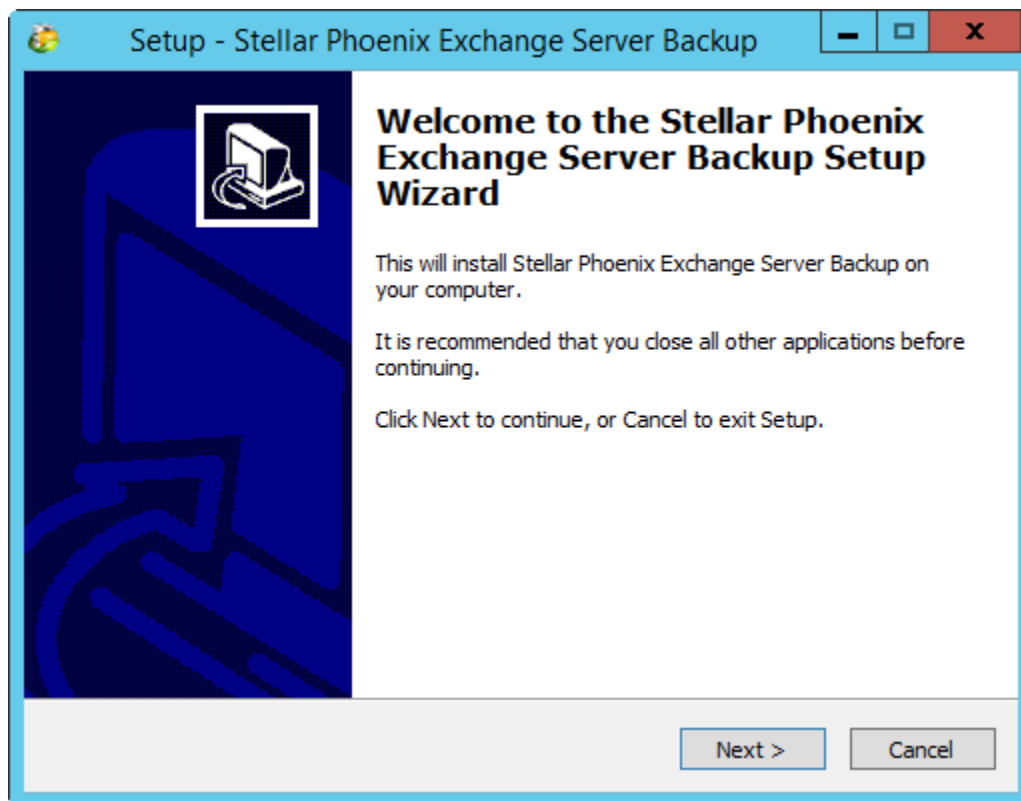 Setup - Stellar Phoenix Exchange Server Backup
Welcome to the Stellar Phoenix
Exchange Server Backup Setup
Wizard
This will install Stellar Phoenix Exchange Server Backup on
your computer.
It is recommended that you close all other applications before
continuing.
Click Next to continue, or Cancel to exit Setup.
Next >
Cancel